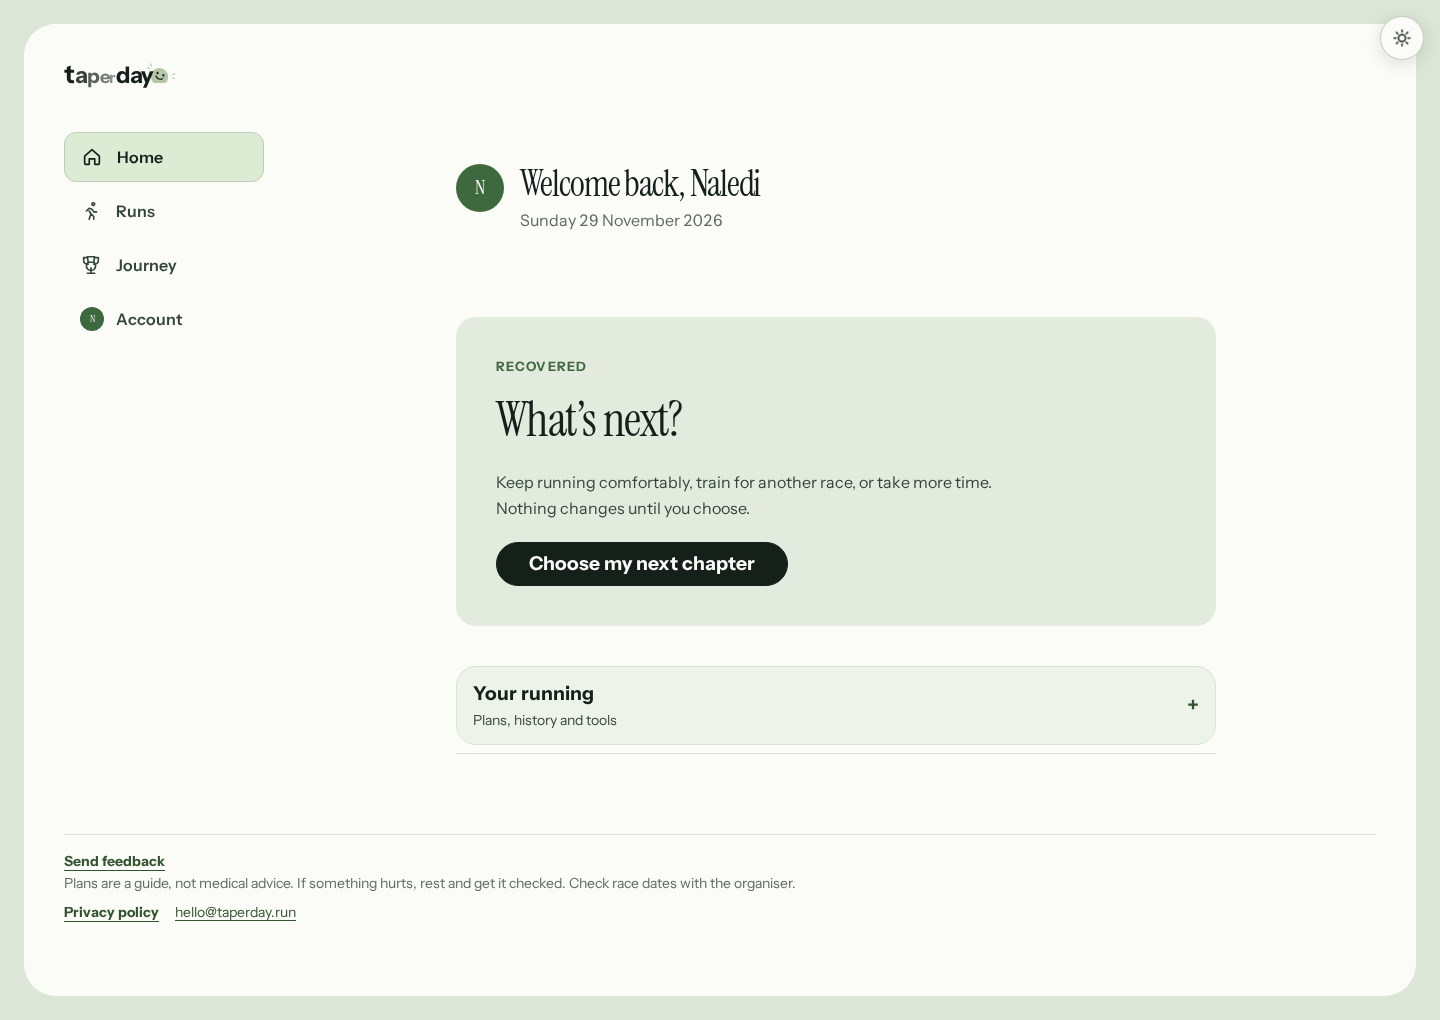 taperday
Home
Runs
Journey
N Account
N
Welcome back, Naledi
Sunday 29 November 2026
RECOVERED
What's next?
Keep running comfortably, train for another race, or take more time.
Nothing changes until you choose.
Choose my next chapter
Your running
Plans, history and tools
+
Send feedback
Plans are a guide, not medical advice. If something hurts, rest and get it checked. Check race dates with the organiser.
Privacy policy hello@taperday.run